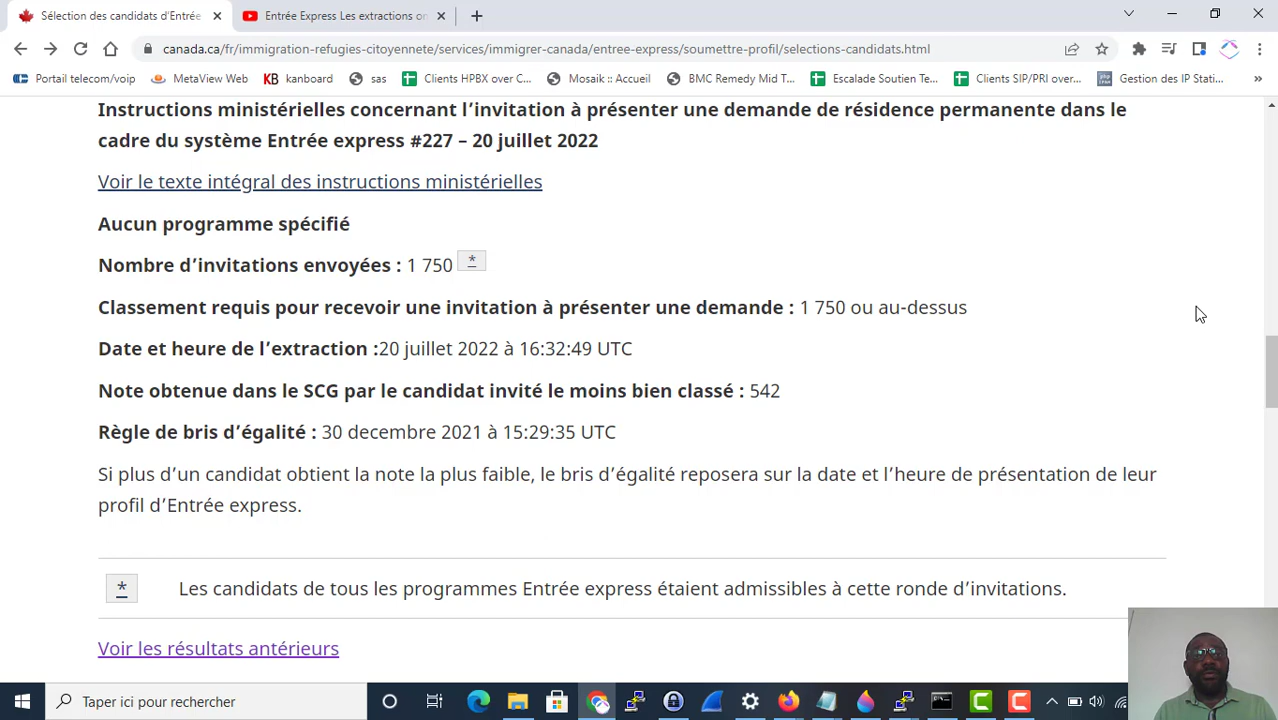 Sélection des candidats d'Entrée
Entrée Express Les extractions on
canada.ca/fr/immigration-refugies-citoyennete/services/immigrer-canada/entree-express/soumettre-profil/selections-candidats.html
Portail telecom/voip
MetaView Web
KB kanboard
sas
Clients HPBX over C...
Mosaik :: Accueil
BMC Remedy Mid T...
Escalade Soutien Te...
Clients SIP/PRI over...
Gestion des IP Stati...
»
Instructions ministérielles concernant l'invitation à présenter une demande de résidence permanente dans le
cadre du système Entrée express #227 – 20 juillet 2022
Voir le texte intégral des instructions ministérielles
Aucun programme spécifié
Nombre d'invitations envoyées : 1 750 *
Classement requis pour recevoir une invitation à présenter une demande : 1 750 ou au-dessus
Date et heure de l'extraction :20 juillet 2022 à 16:32:49 UTC
Note obtenue dans le SCG par le candidat invité le moins bien classé : 542
Règle de bris d'égalité : 30 decembre 2021 à 15:29:35 UTC
Si plus d'un candidat obtient la note la plus faible, le bris d'égalité reposera sur la date et l'heure de présentation de leur
profil d'Entrée express.
* Les candidats de tous les programmes Entrée express étaient admissibles à cette ronde d'invitations.
Voir les résultats antérieurs
Taper ici pour rechercher